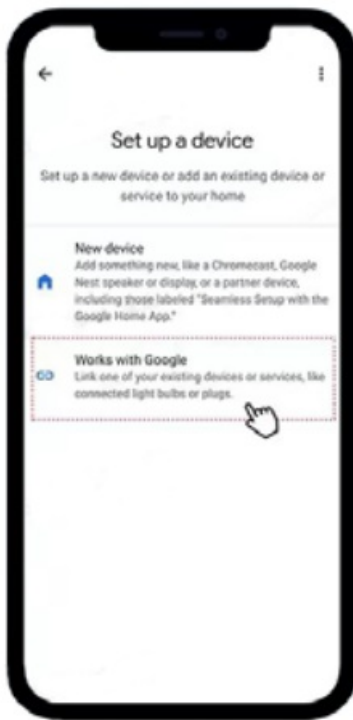 Set up a device
Set up a new device or add an existing device or
service to your home
New device
Add something new, like a Chromecast, Google
Nest speaker or display, or a partner device,
including those labeled "Seamless Setup with the
Google Home App."
Works with Google
Link one of your existing devices or services, like
connected light bulbs or plugs.